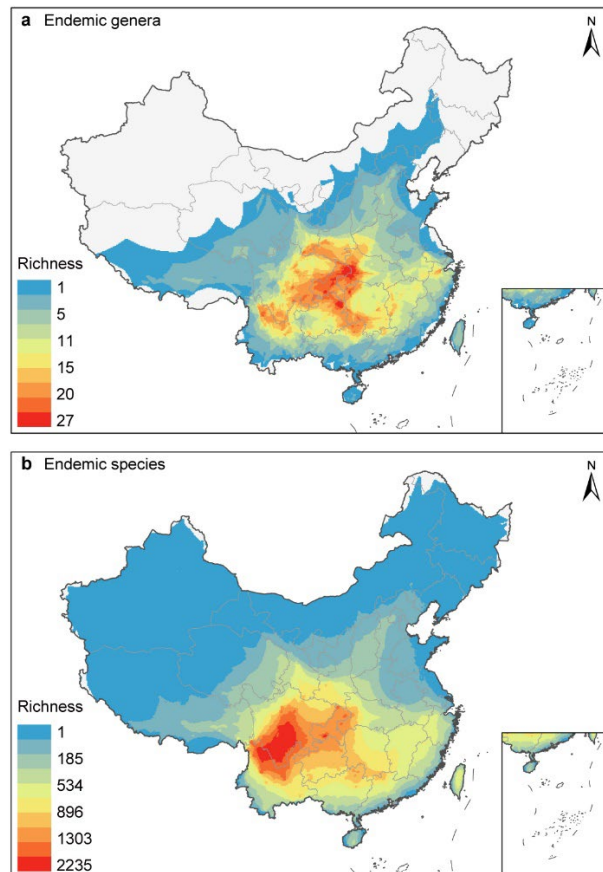 a Endemic genera
N
Richness
1
5
11
15
20
27
b Endemic species
N
Richness
1
185
534
896
1303
2235